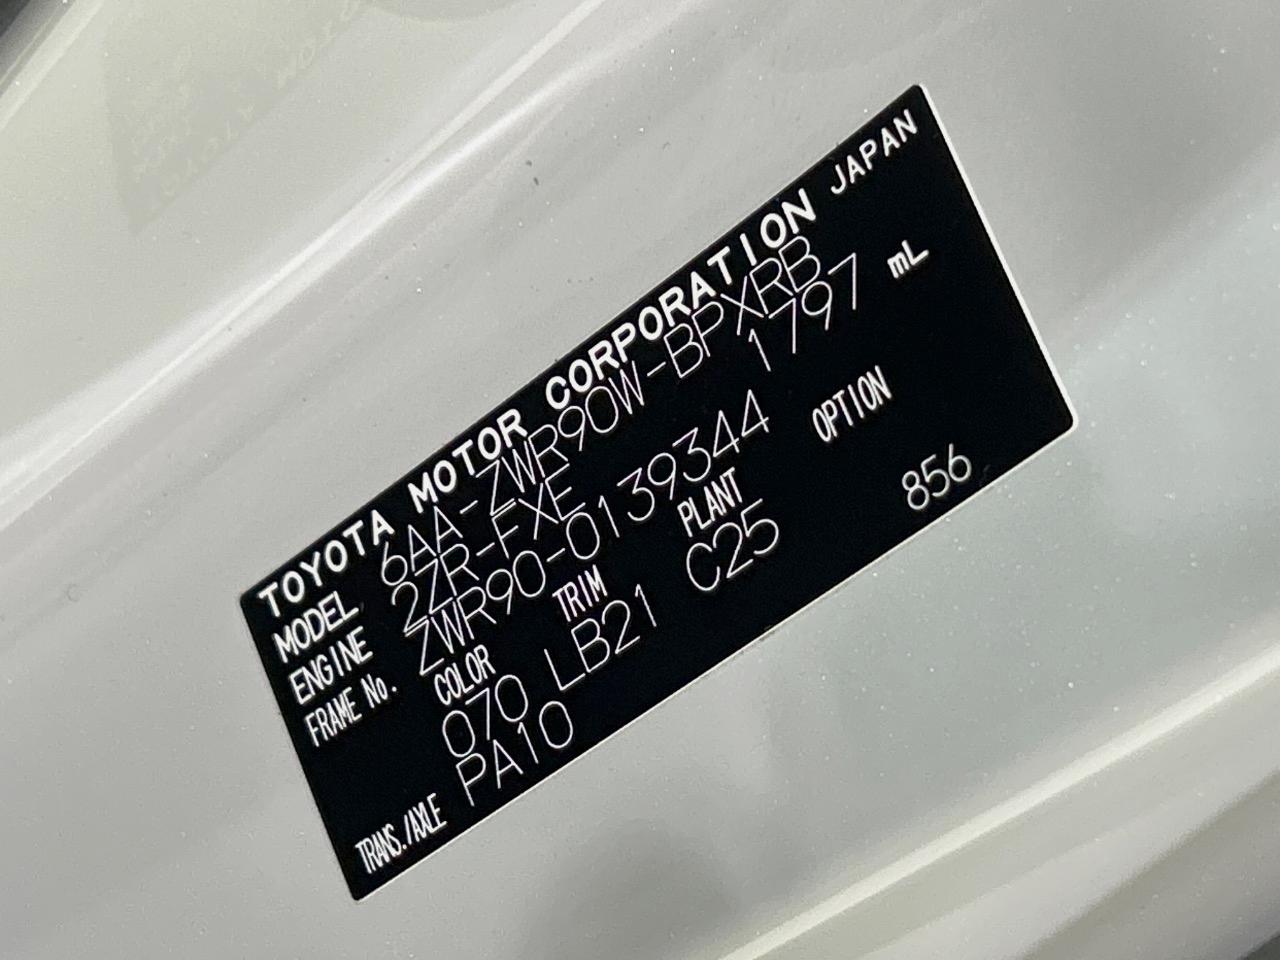 TOYOTA MOTOR CORPORATION JAPAN
MODEL 6AA-ZWR90W-BPXRB
ENGINE 2ZR-FXE 1797 mL
FRAME No. ZWR90-0139344
COLOR TRIM PLANT OPTION
070 LB21 C25 856
TRANS./AXLE PA10